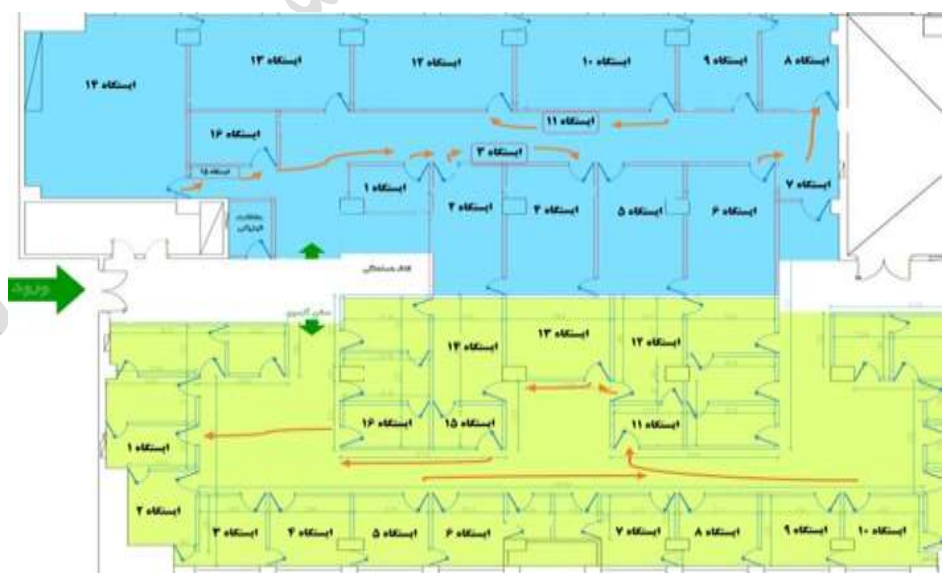 ایستگاه ۱۳
ایستگاه ۱۲
ایستگاه ۱۰
ایستگاه ۹
ایستگاه ۸
ایستگاه ۱۴
ایستگاه ۱۱
ایستگاه ۱۶
ایستگاه ۳
ایستگاه ۱۵
ایستگاه ۱
ایستگاه ۷
ایستگاه ۲
ایستگاه ۴
ایستگاه ۵
ایستگاه ۶
ورود
ایستگاه ۱۴
ایستگاه ۱۳
ایستگاه ۱۲
ایستگاه ۱۶
ایستگاه ۱۵
ایستگاه ۱۱
ایستگاه ۱
ایستگاه ۲
ایستگاه ۳
ایستگاه ۴
ایستگاه ۵
ایستگاه ۶
ایستگاه ۷
ایستگاه ۸
ایستگاه ۹
ایستگاه ۱۰